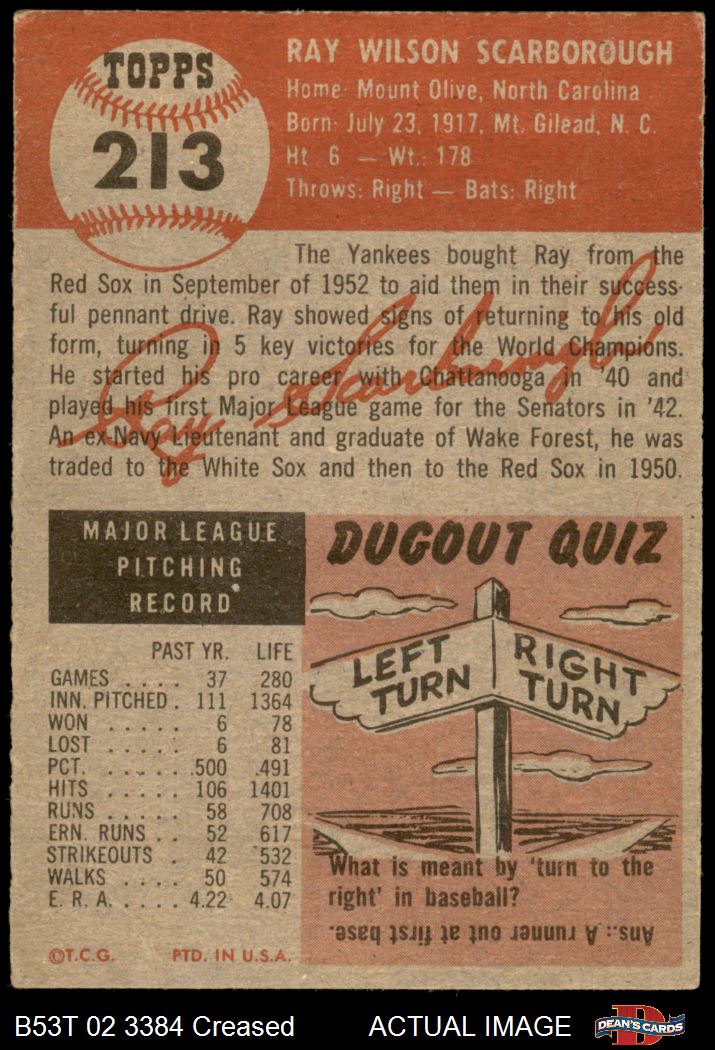 TOPPS
213
RAY WILSON SCARBOROUGH
Home: Mount Olive, North Carolina
Born: July 23, 1917, Mt. Gilead, N. C.
Ht. 6 — Wt.: 178
Throws: Right — Bats: Right
The Yankees bought Ray from the
Red Sox in September of 1952 to aid them in their success-
ful pennant drive. Ray showed signs of returning to his old
form, turning in 5 key victories for the World Champions.
He started his pro career with Chattanooga in '40 and
played his first Major League game for the Senators in '42.
An ex-Navy Lieutenant and graduate of Wake Forest, he was
traded to the White Sox and then to the Red Sox in 1950.
Ray Scarborough
MAJOR LEAGUE
PITCHING
RECORD
PAST YR. LIFE
GAMES . . . . 37 280
INN. PITCHED . 111 1364
WON . . . . . 6 78
LOST . . . . . 6 81
PCT. . . . . . .500 .491
HITS . . . . . 106 1401
RUNS . . . . . 58 708
ERN. RUNS . . 52 617
STRIKEOUTS . 42 532
WALKS . . . . 50 574
E. R. A. . . . . 4.22 4.07
©T.C.G. PTD. IN U.S.A.
DUGOUT QUIZ
LEFT TURN
RIGHT TURN
What is meant by 'turn to the
right' in baseball?
Ans.: A runner out at first base.
B53T 02 3384 Creased ACTUAL IMAGE
D
DEAN'S CARDS